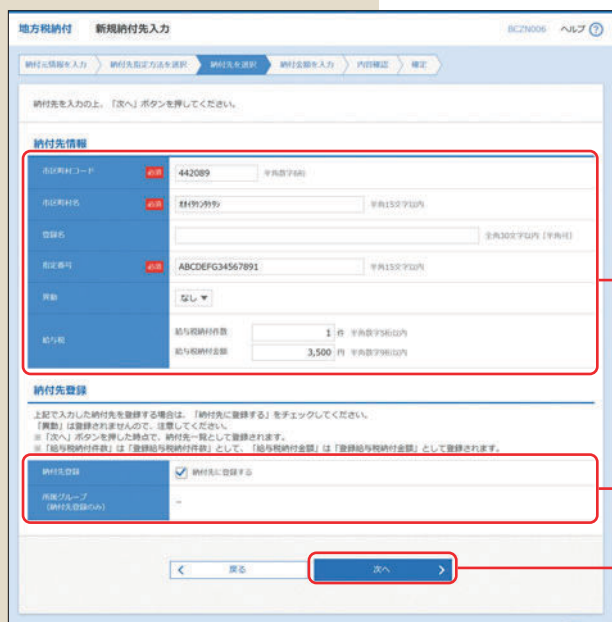 地方税納付 新規納付先入力 BCZN006 ヘルプ ?
納付元情報を入力 納付先指定方法を選択 納付先を選択 納付金額を入力 内容確認 確定
納付先を入力の上、「次へ」ボタンを押してください。
納付先情報
市区町村コード 必須 442089 半角数字6桁
市区町村名 必須 半角15文字以内
登録名 全角30文字以内 [半角可]
指定番号 必須 ABCDEFG34567891 半角15文字以内
異動 なし▼
給与税 給与税納付件数 1 件 半角数字5桁以内
給与税納付金額 3,500 円 半角数字9桁以内
納付先登録
上記で入力した納付先を登録する場合は、「納付先に登録する」をチェックしてください。
「異動」は登録されませんので、注意してください。
※「次へ」ボタンを押した時点で、納付先一覧として登録されます。
※「給与税納付件数」は「登録給与税納付件数」として、「給与税納付金額」は「登録給与税納付金額」として登録されます。
納付先登録 納付先に登録する
所属グループ
(納付先登録のみ) －
戻る 次へ